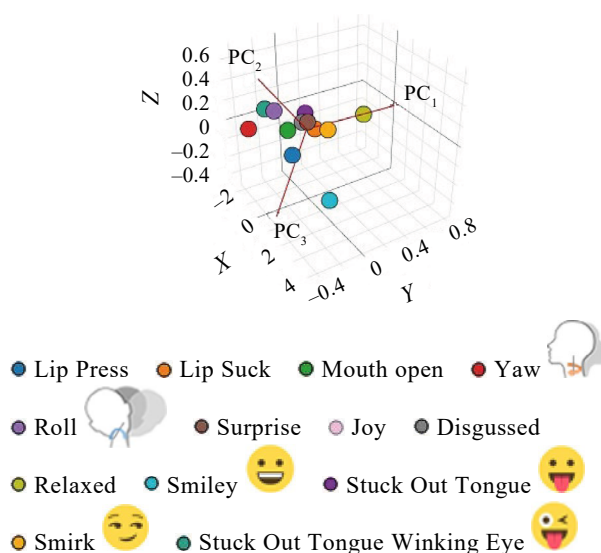 0.6
0.4
0.2
0
−0.2
−0.4
Z
PC2
PC1
PC3
−2
0
2
4
X
−0.4
0
0.4
0.8
Y
Lip Press Lip Suck Mouth open Yaw
Roll Surprise Joy Disgussed
Relaxed Smiley Stuck Out Tongue
Smirk Stuck Out Tongue Winking Eye